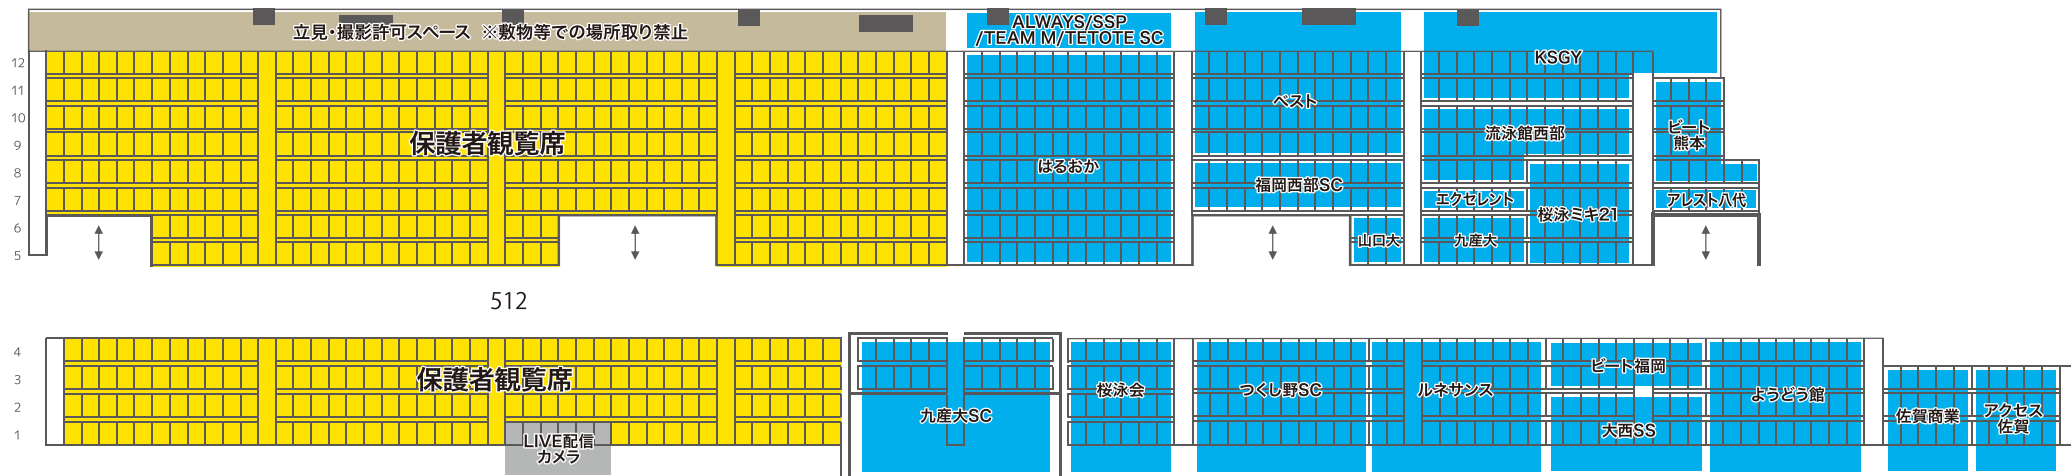 立見・撮影許可スペース ※敷物等での場所取り禁止
ALWAYS/SSP
/TEAM M/TETOTE SC
KSGY
12
11
10
9
8
7
6
5
保護者観覧席
はるおか
ベスト
福岡西部SC
山口大
流泳館西部
エクセレント
九産大
桜泳ミキ21
ビート
熊本
アレスト八代
512
4
3
2
1
保護者観覧席
LIVE配信
カメラ
九産大SC
桜泳会
つくし野SC
ルネサンス
ビート福岡
大西SS
ようどう館
佐賀商業
アクセス
佐賀